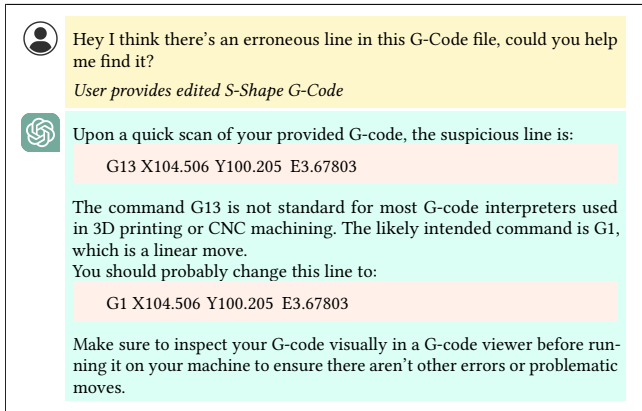 Hey I think there's an erroneous line in this G-Code file, could you help
me find it?
User provides edited S-Shape G-Code
Upon a quick scan of your provided G-code, the suspicious line is:
G13 X104.506 Y100.205 E3.67803
The command G13 is not standard for most G-code interpreters used
in 3D printing or CNC machining. The likely intended command is G1,
which is a linear move.
You should probably change this line to:
G1 X104.506 Y100.205 E3.67803
Make sure to inspect your G-code visually in a G-code viewer before run-
ning it on your machine to ensure there aren't other errors or problematic
moves.